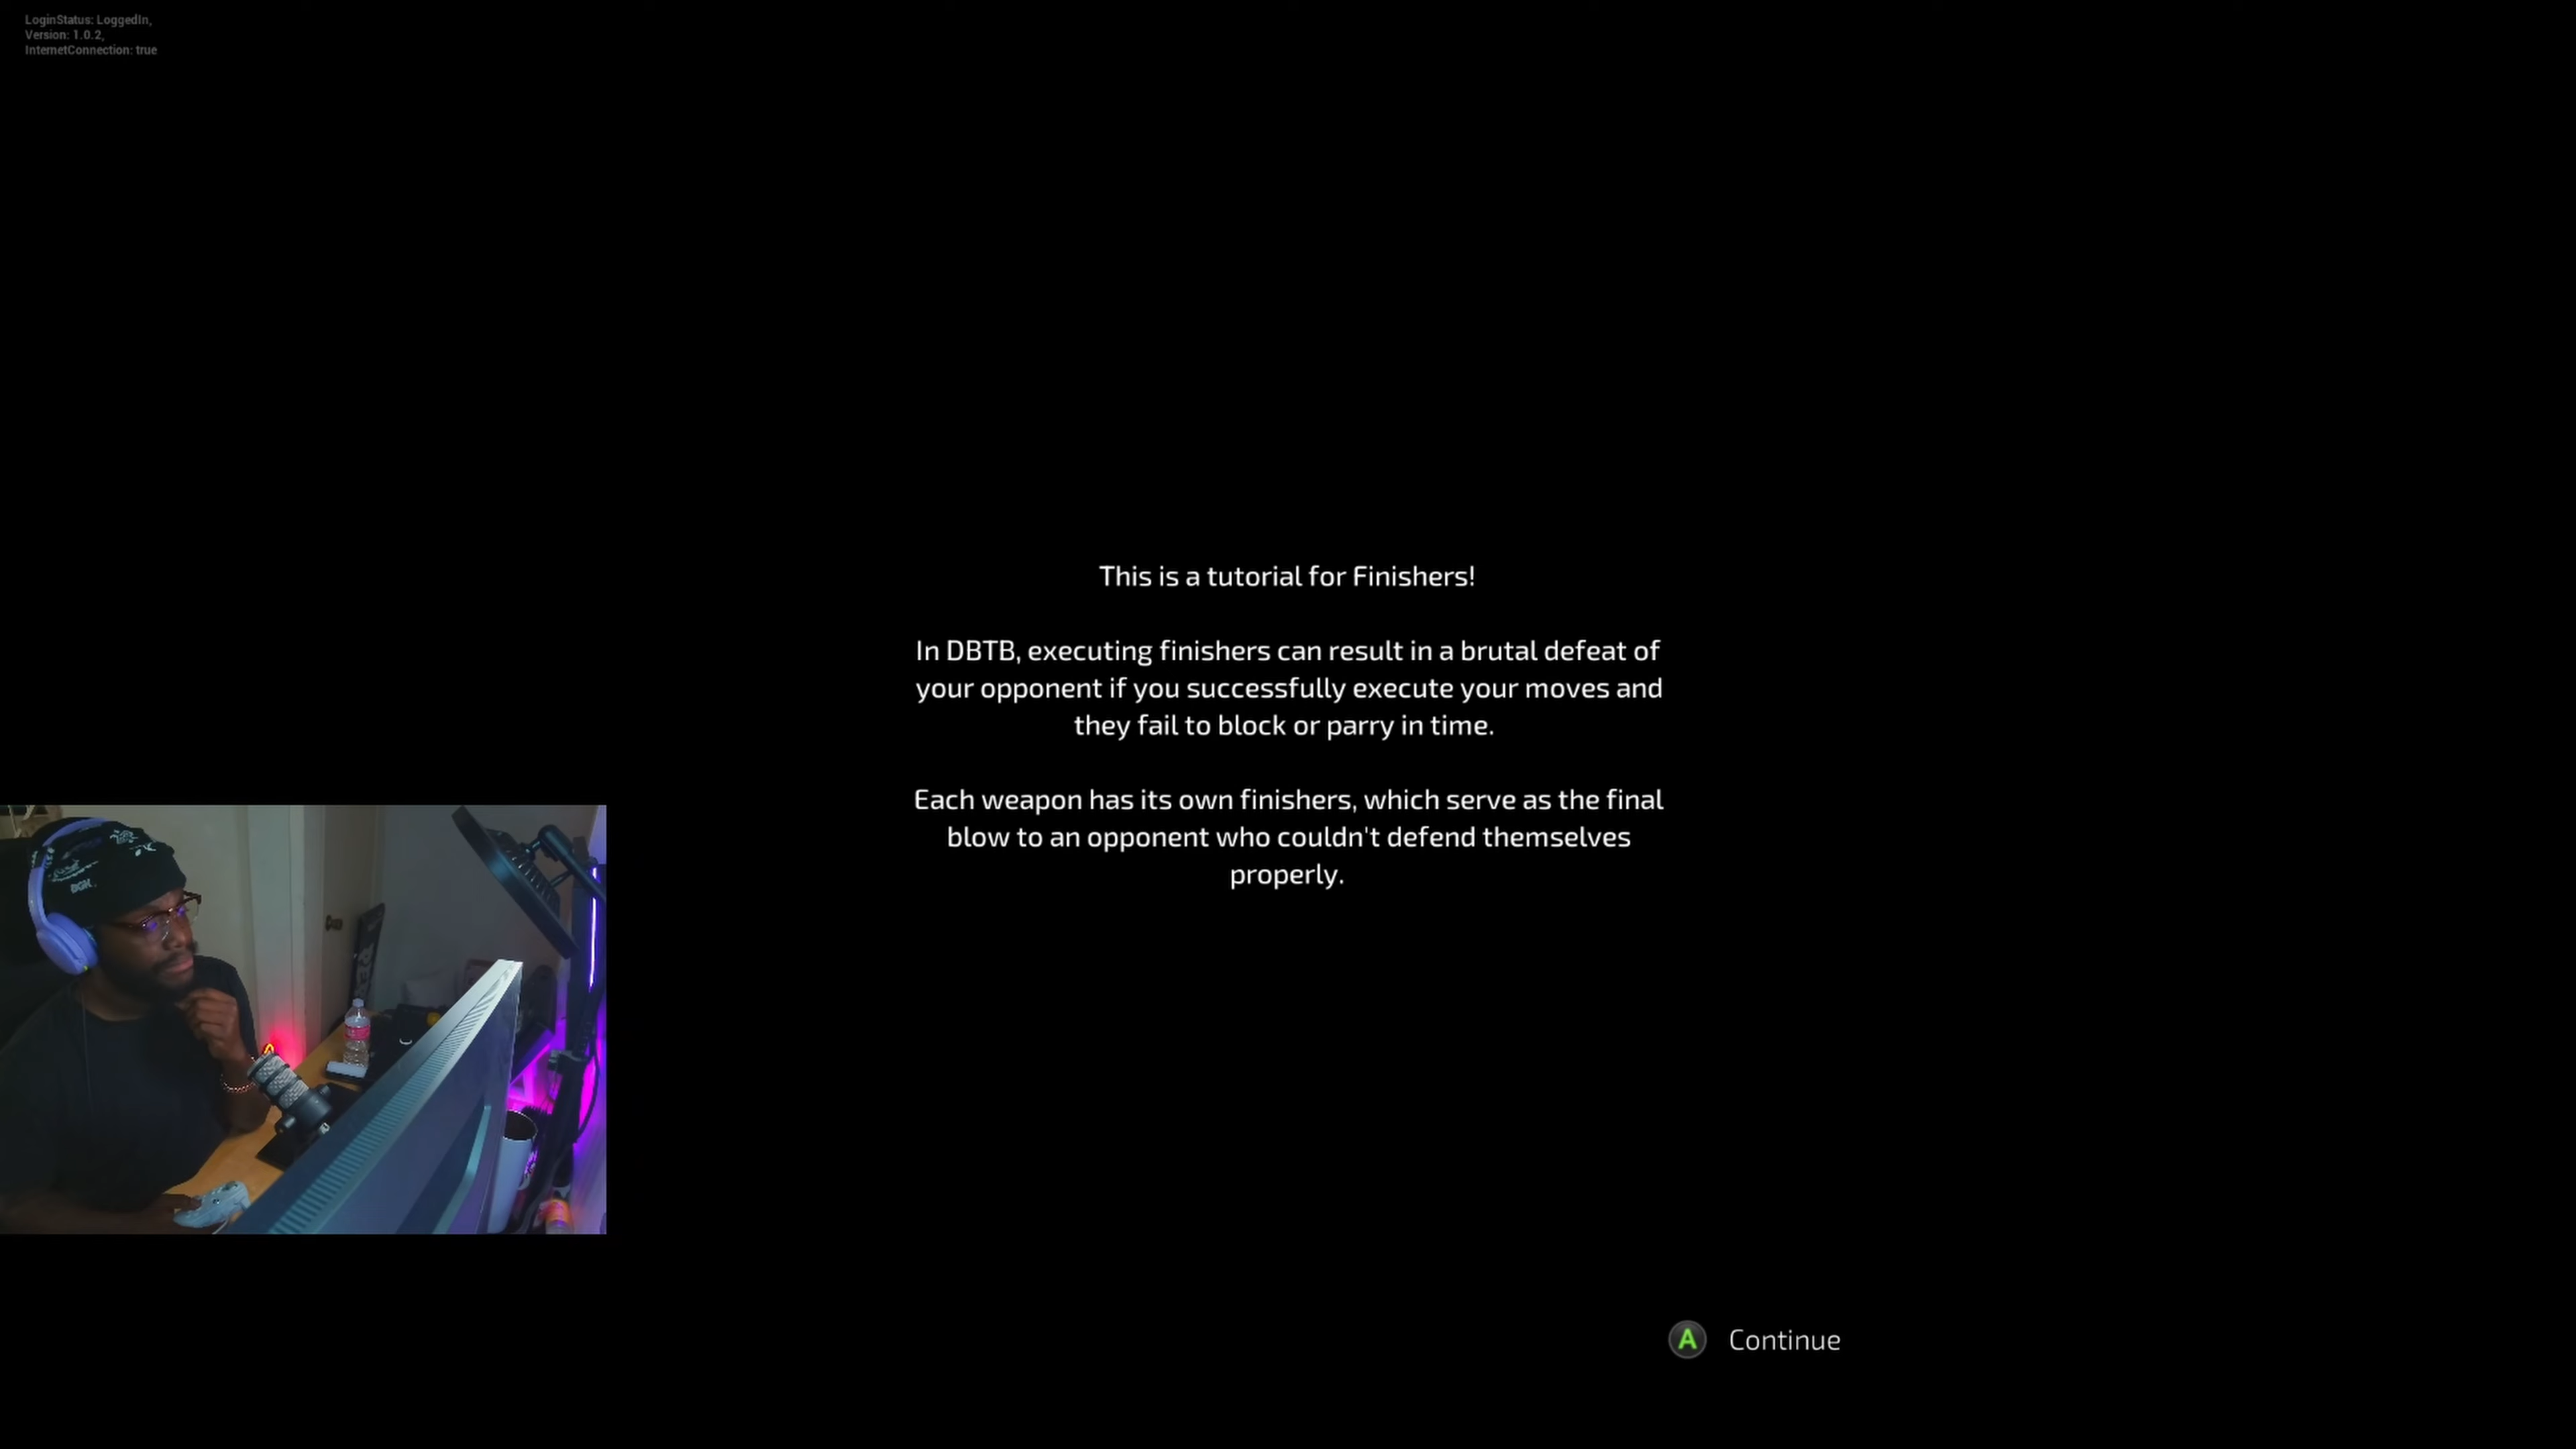 LoginStatus: LoggedIn,
Version: 1.0.2,
InternetConnection: true
This is a tutorial for Finishers!
In DBTB, executing finishers can result in a brutal defeat of
your opponent if you successfully execute your moves and
they fail to block or parry in time.
Each weapon has its own finishers, which serve as the final
blow to an opponent who couldn't defend themselves
properly.
A Continue